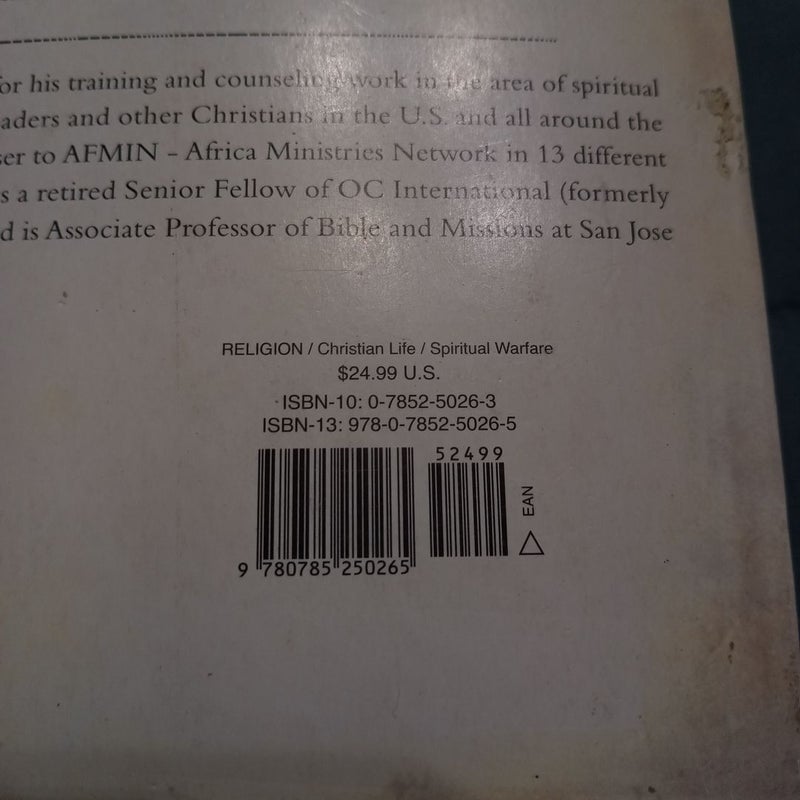 or his training and counseling work in the area of spiritual
aders and other Christians in the U.S. and all around the
ser to AFMIN - Africa Ministries Network in 13 different
s a retired Senior Fellow of OC International (formerly
d is Associate Professor of Bible and Missions at San Jose
RELIGION / Christian Life / Spiritual Warfare
$24.99 U.S.
ISBN-10: 0-7852-5026-3
ISBN-13: 978-0-7852-5026-5
52499
EAN
9 780785 250265